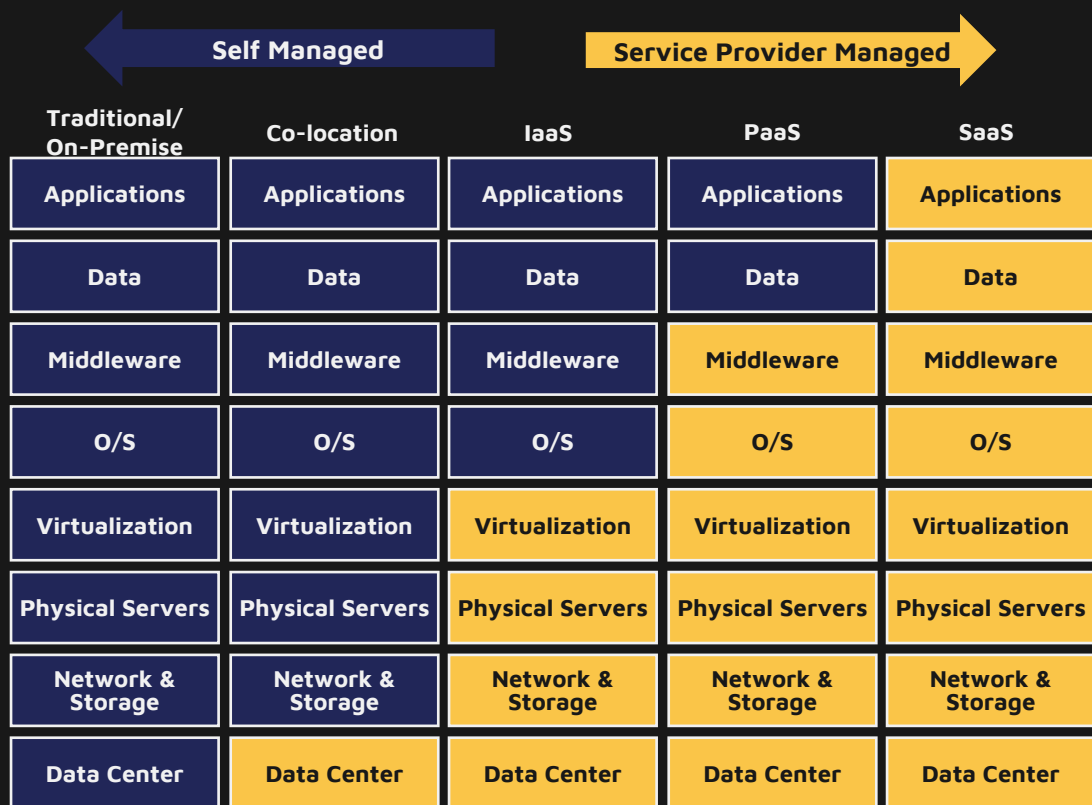 Self Managed
Service Provider Managed
Traditional/
On-Premise
Co-location
IaaS
PaaS
SaaS
Applications
Applications
Applications
Applications
Applications
Data
Data
Data
Data
Data
Middleware
Middleware
Middleware
Middleware
Middleware
O/S
O/S
O/S
O/S
O/S
Virtualization
Virtualization
Virtualization
Virtualization
Virtualization
Physical Servers
Physical Servers
Physical Servers
Physical Servers
Physical Servers
Network &
Storage
Network &
Storage
Network &
Storage
Network &
Storage
Network &
Storage
Data Center
Data Center
Data Center
Data Center
Data Center